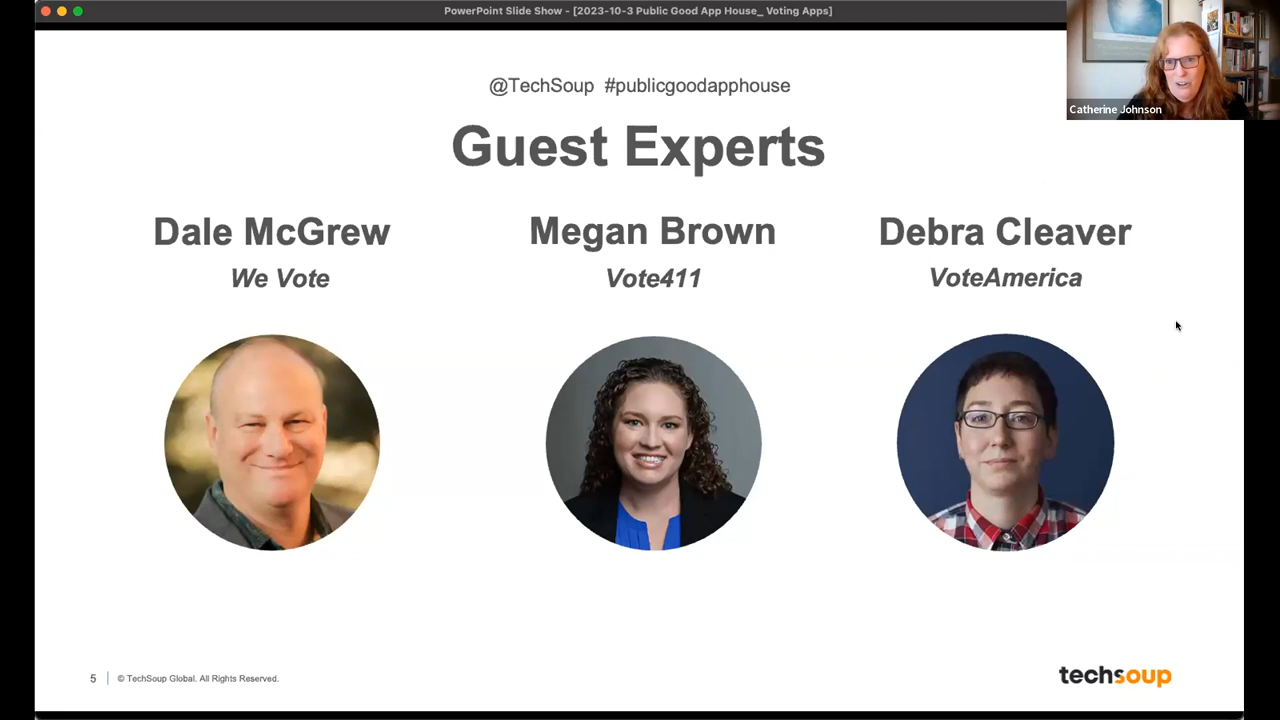 PowerPoint Slide Show - [2023-10-3 Public Good App House_ Voting Apps]
Catherine Johnson
@TechSoup #publicgoodapphouse
Guest Experts
Dale McGrew
We Vote
Megan Brown
Vote411
Debra Cleaver
VoteAmerica
5
© TechSoup Global. All Rights Reserved.
techsoup